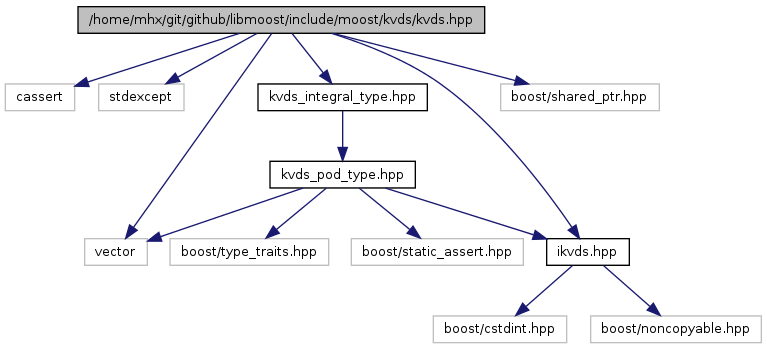 /home/mhx/git/github/libmoost/include/moost/kvds/kvds.hpp
cassert
stdexcept
kvds_integral_type.hpp
boost/shared_ptr.hpp
kvds_pod_type.hpp
vector
boost/type_traits.hpp
boost/static_assert.hpp
ikvds.hpp
boost/cstdint.hpp
boost/noncopyable.hpp